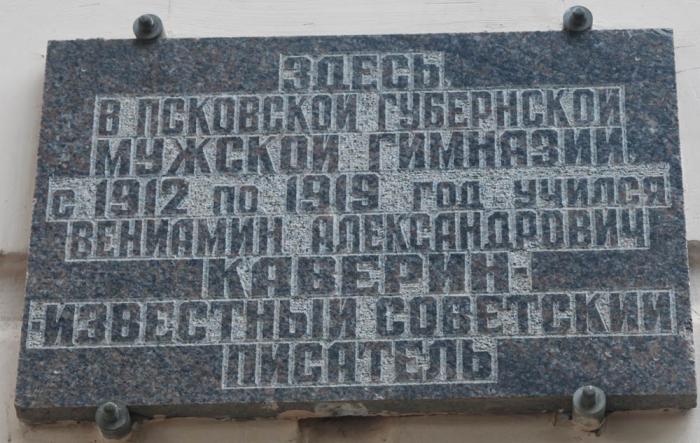 ЗДЕСЬ,
В ПСКОВСКОЙ ГУБЕРНСКОЙ
МУЖСКОЙ ГИМНАЗИИ,
С 1912 ПО 1919 ГОД УЧИЛСЯ
ВЕНИАМИН АЛЕКСАНДРОВИЧ
КАВЕРИН-
-ИЗВЕСТНЫЙ СОВЕТСКИЙ
ПИСАТЕЛЬ